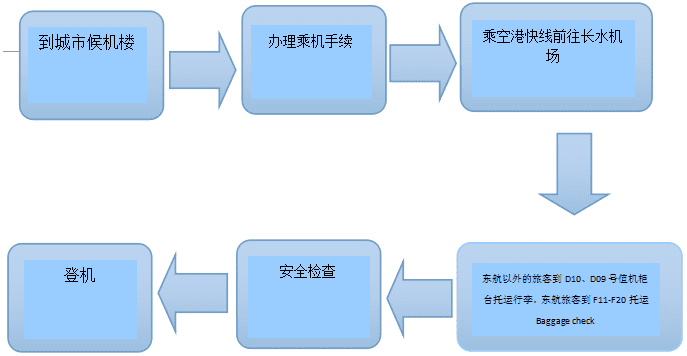 到城市候机楼
办理乘机手续
乘空港快线前往长水机
场
东航以外的旅客到 D10、D09 号值机柜
台托运行李，东航旅客到 F11-F20 托运
Baggage check
安全检查
登机